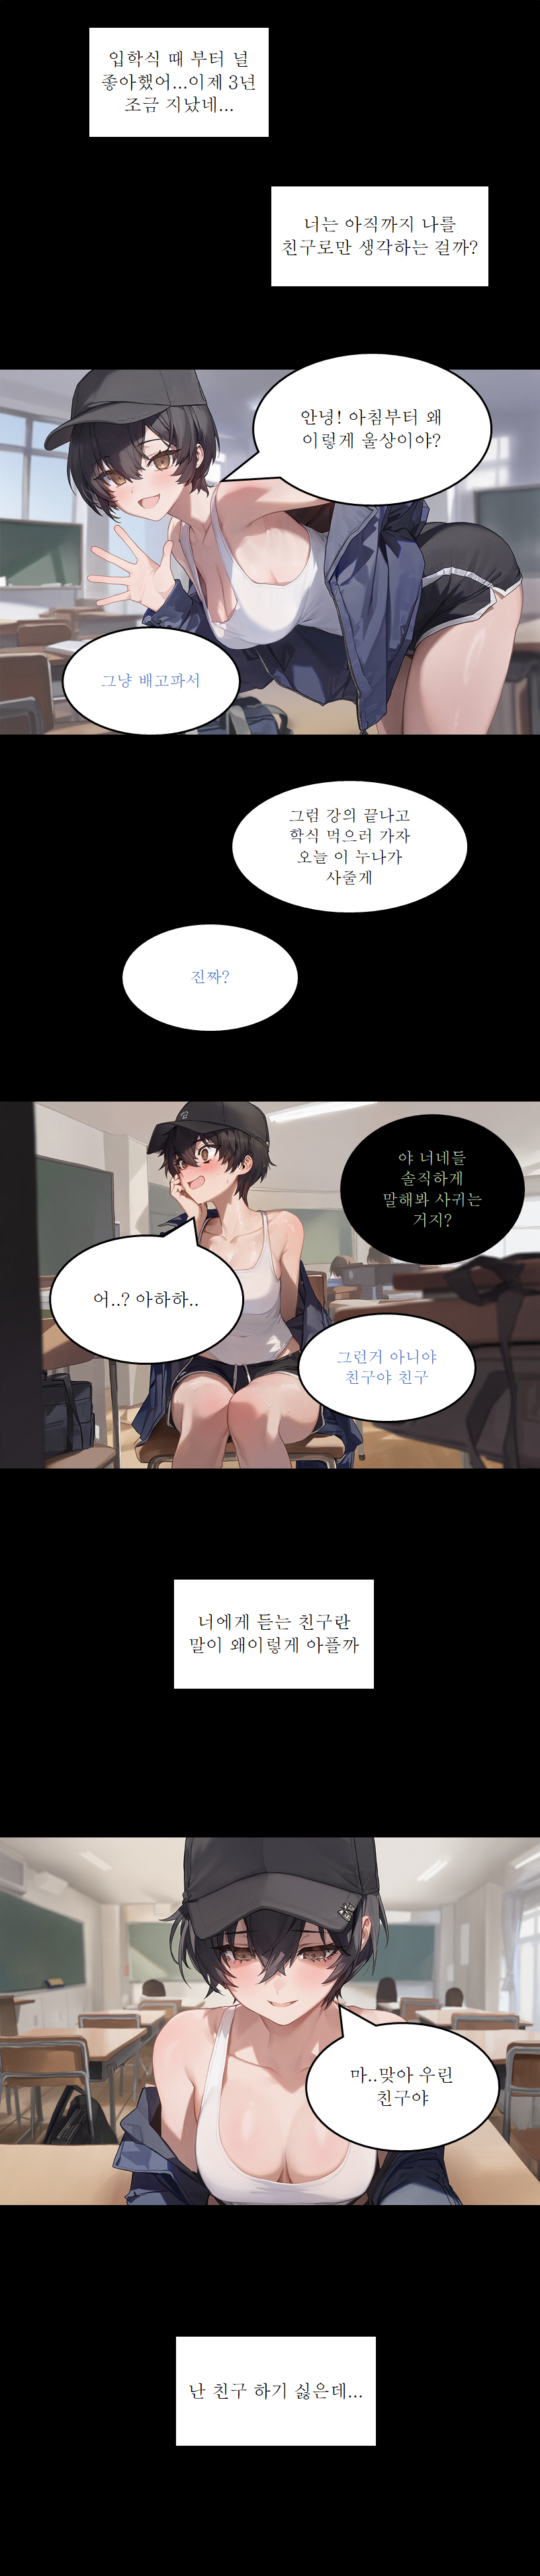 입학식 때 부터 널
좋아했어...이제 3년
조금 지났네...
너는 아직까지 나를
친구로만 생각하는 걸까?
안녕! 아침부터 왜
이렇게 울상이야?
그냥 배고파서
그럼 강의 끝나고
학식 먹으러 가자
오늘 이 누나가
사줄게
진짜?
야 너네들
솔직하게
말해봐 사귀는
거지?
어..? 아하하..
그런거 아니야
친구야 친구
너에게 듣는 친구란
말이 왜이렇게 아플까
마..맞아 우린
친구야
난 친구 하기 싫은데...